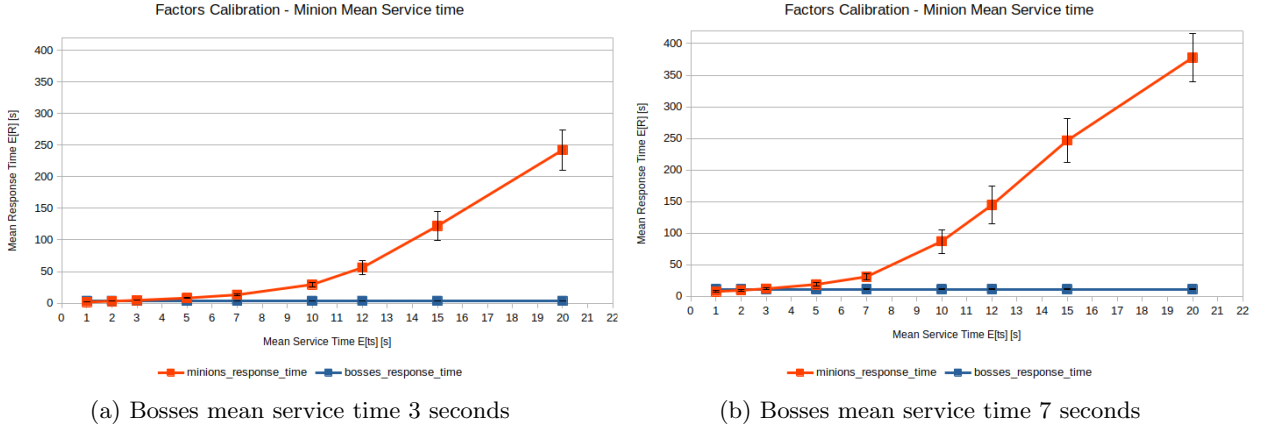 Factors Calibration - Minion Mean Service time
Mean Response Time E[R] [s]
400
350
300
250
200
150
100
50
0
0 1 2 3 4 5 6 7 8 9 10 11 12 13 14 15 16 17 18 19 20 21 22
Mean Service Time E[ts] [s]
minions_response_time bosses_response_time
(a) Bosses mean service time 3 seconds
Factors Calibration - Minion Mean Service time
Mean Response Time E[R] [s]
400
350
300
250
200
150
100
50
0
0 1 2 3 4 5 6 7 8 9 10 11 12 13 14 15 16 17 18 19 20 21 22
Mean Service Time E[ts] [s]
minions_response_time bosses_response_time
(b) Bosses mean service time 7 seconds